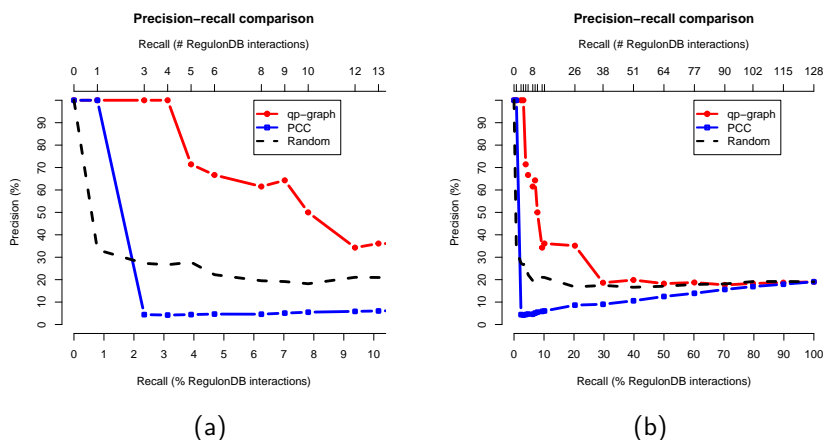 Precision−recall comparison
Recall (# RegulonDB interactions)
0 1 3 4 5 6 8 9 10 12 13
Precision (%)
0 10 20 30 40 50 60 70 80 90
qp−graph
PCC
Random
0 1 2 3 4 5 6 7 8 9 10
Recall (% RegulonDB interactions)
(a)
Precision−recall comparison
Recall (# RegulonDB interactions)
0 8 26 38 51 64 77 90 102 115 128
Precision (%)
0 10 20 30 40 50 60 70 80 90
qp−graph
PCC
Random
0 10 20 30 40 50 60 70 80 90 100
Recall (% RegulonDB interactions)
(b)